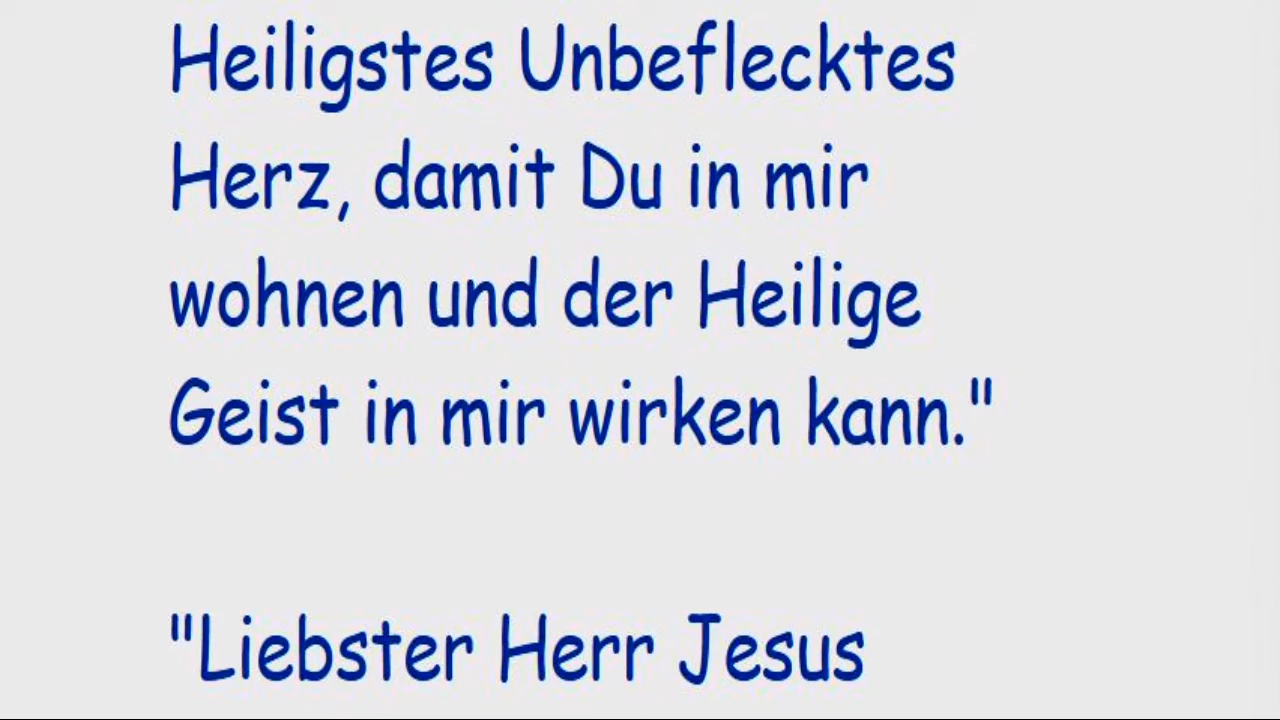 Heiligstes Unbeflecktes
Herz, damit Du in mir
wohnen und der Heilige
Geist in mir wirken kann."
"Liebster Herr Jesus